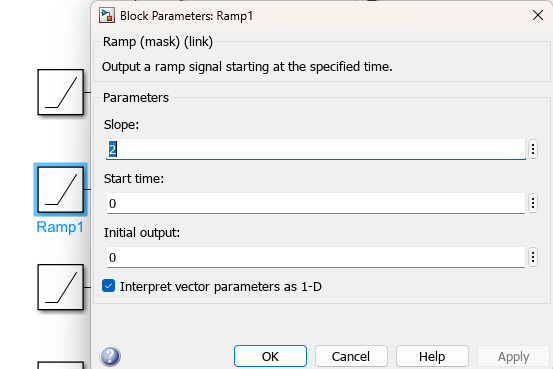 Block Parameters: Ramp1
Ramp (mask) (link)
Output a ramp signal starting at the specified time.
Parameters
Slope:
2
Start time:
0
Initial output:
0
Interpret vector parameters as 1-D
Ramp1
OK
Cancel
Help
Apply